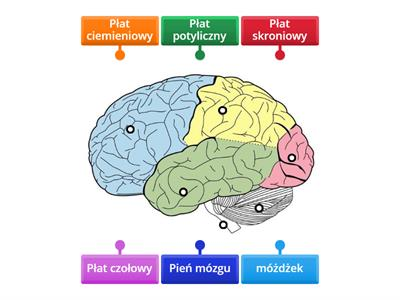 Płat
ciemieniowy
Płat
potyliczny
Płat
skroniowy
Płat czołowy
Pień mózgu
móżdżek